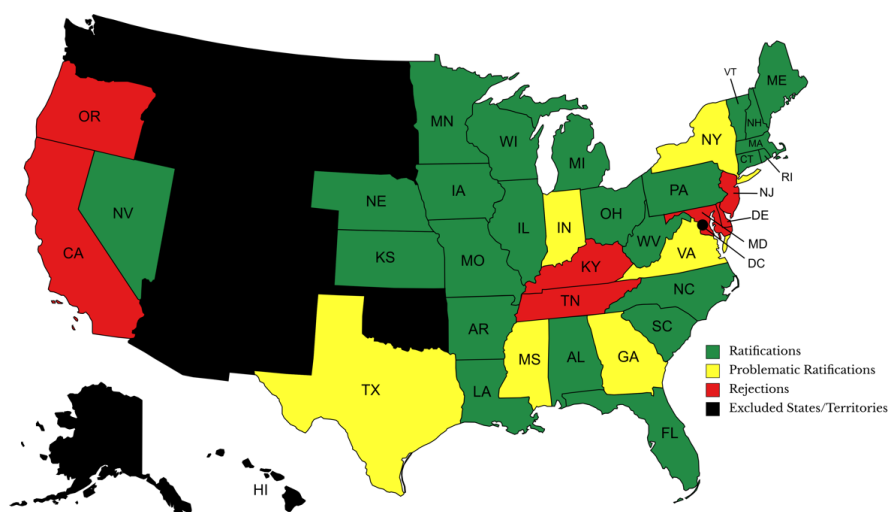 VT
ME
OR
MN
NH
WI
NY
MA
MI
CT
RI
IA
PA
NE
NJ
NV
OH
IL
IN
DE
WV
MD
CA
KS
MO
VA
KY
DC
NC
TN
AR
SC
MS
AL
GA
Ratifications
TX
Problematic Ratifications
LA
Rejections
Excluded States/Territories
FL
HI